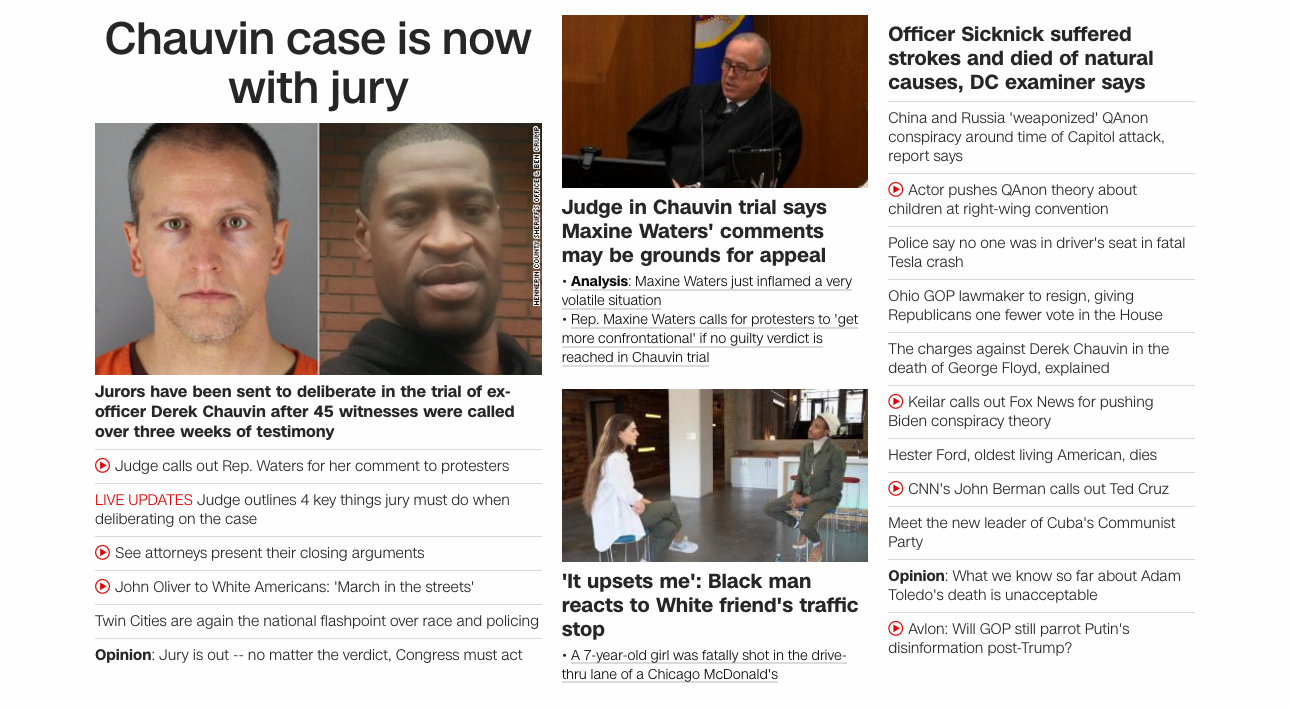 Chauvin case is now
with jury
HENNEPIN COUNTY SHERIFF'S OFFICE & BEN CRUMP
Jurors have been sent to deliberate in the trial of ex-
officer Derek Chauvin after 45 witnesses were called
over three weeks of testimony
Judge calls out Rep. Waters for her comment to protesters
LIVE UPDATES Judge outlines 4 key things jury must do when
deliberating on the case
See attorneys present their closing arguments
John Oliver to White Americans: 'March in the streets'
Twin Cities are again the national flashpoint over race and policing
Opinion: Jury is out -- no matter the verdict, Congress must act
Judge in Chauvin trial says
Maxine Waters' comments
may be grounds for appeal
• Analysis: Maxine Waters just inflamed a very
volatile situation
• Rep. Maxine Waters calls for protesters to 'get
more confrontational' if no guilty verdict is
reached in Chauvin trial
'It upsets me': Black man
reacts to White friend's traffic
stop
• A 7-year-old girl was fatally shot in the drive-
thru lane of a Chicago McDonald's
Officer Sicknick suffered
strokes and died of natural
causes, DC examiner says
China and Russia 'weaponized' QAnon
conspiracy around time of Capitol attack,
report says
Actor pushes QAnon theory about
children at right-wing convention
Police say no one was in driver's seat in fatal
Tesla crash
Ohio GOP lawmaker to resign, giving
Republicans one fewer vote in the House
The charges against Derek Chauvin in the
death of George Floyd, explained
Keilar calls out Fox News for pushing
Biden conspiracy theory
Hester Ford, oldest living American, dies
CNN's John Berman calls out Ted Cruz
Meet the new leader of Cuba's Communist
Party
Opinion: What we know so far about Adam
Toledo's death is unacceptable
Avlon: Will GOP still parrot Putin's
disinformation post-Trump?